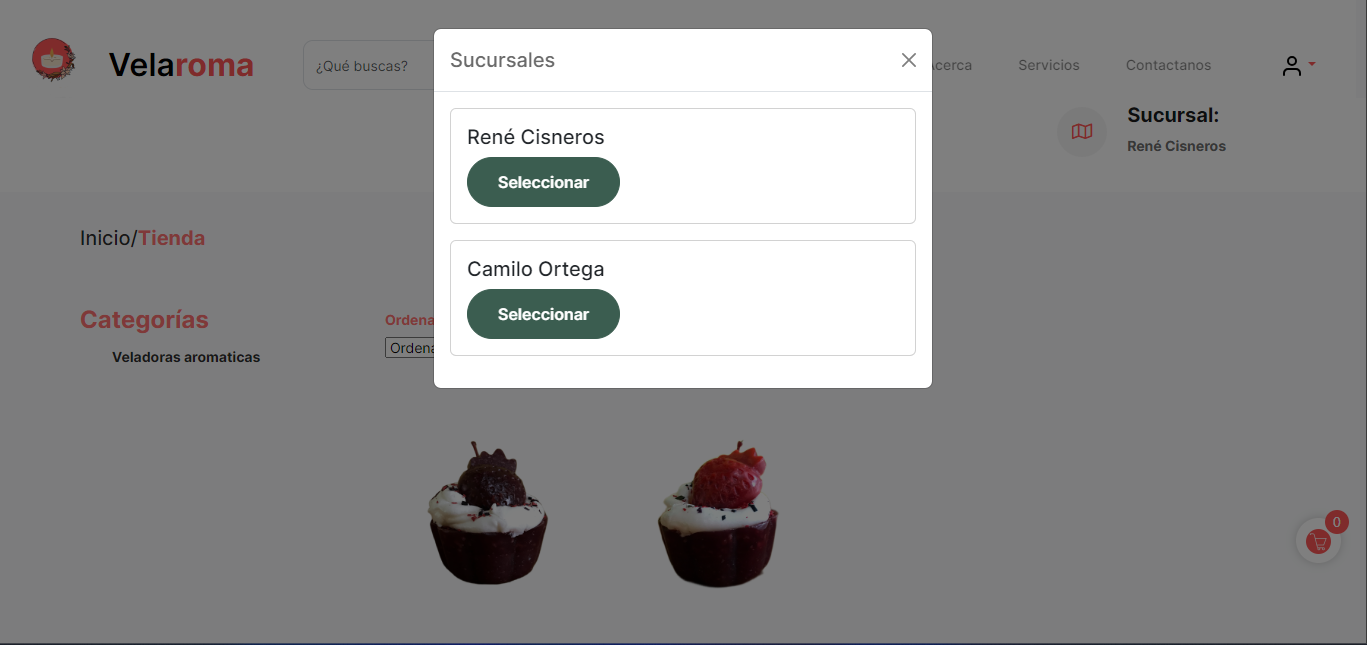 Velaroma
¿Qué buscas?
Acerca
Servicios
Contactanos
Sucursal:
René Cisneros
Sucursales
René Cisneros
Seleccionar
Camilo Ortega
Seleccionar
Inicio/Tienda
Categorías
Veladoras aromaticas
Ordena
Ordena
0